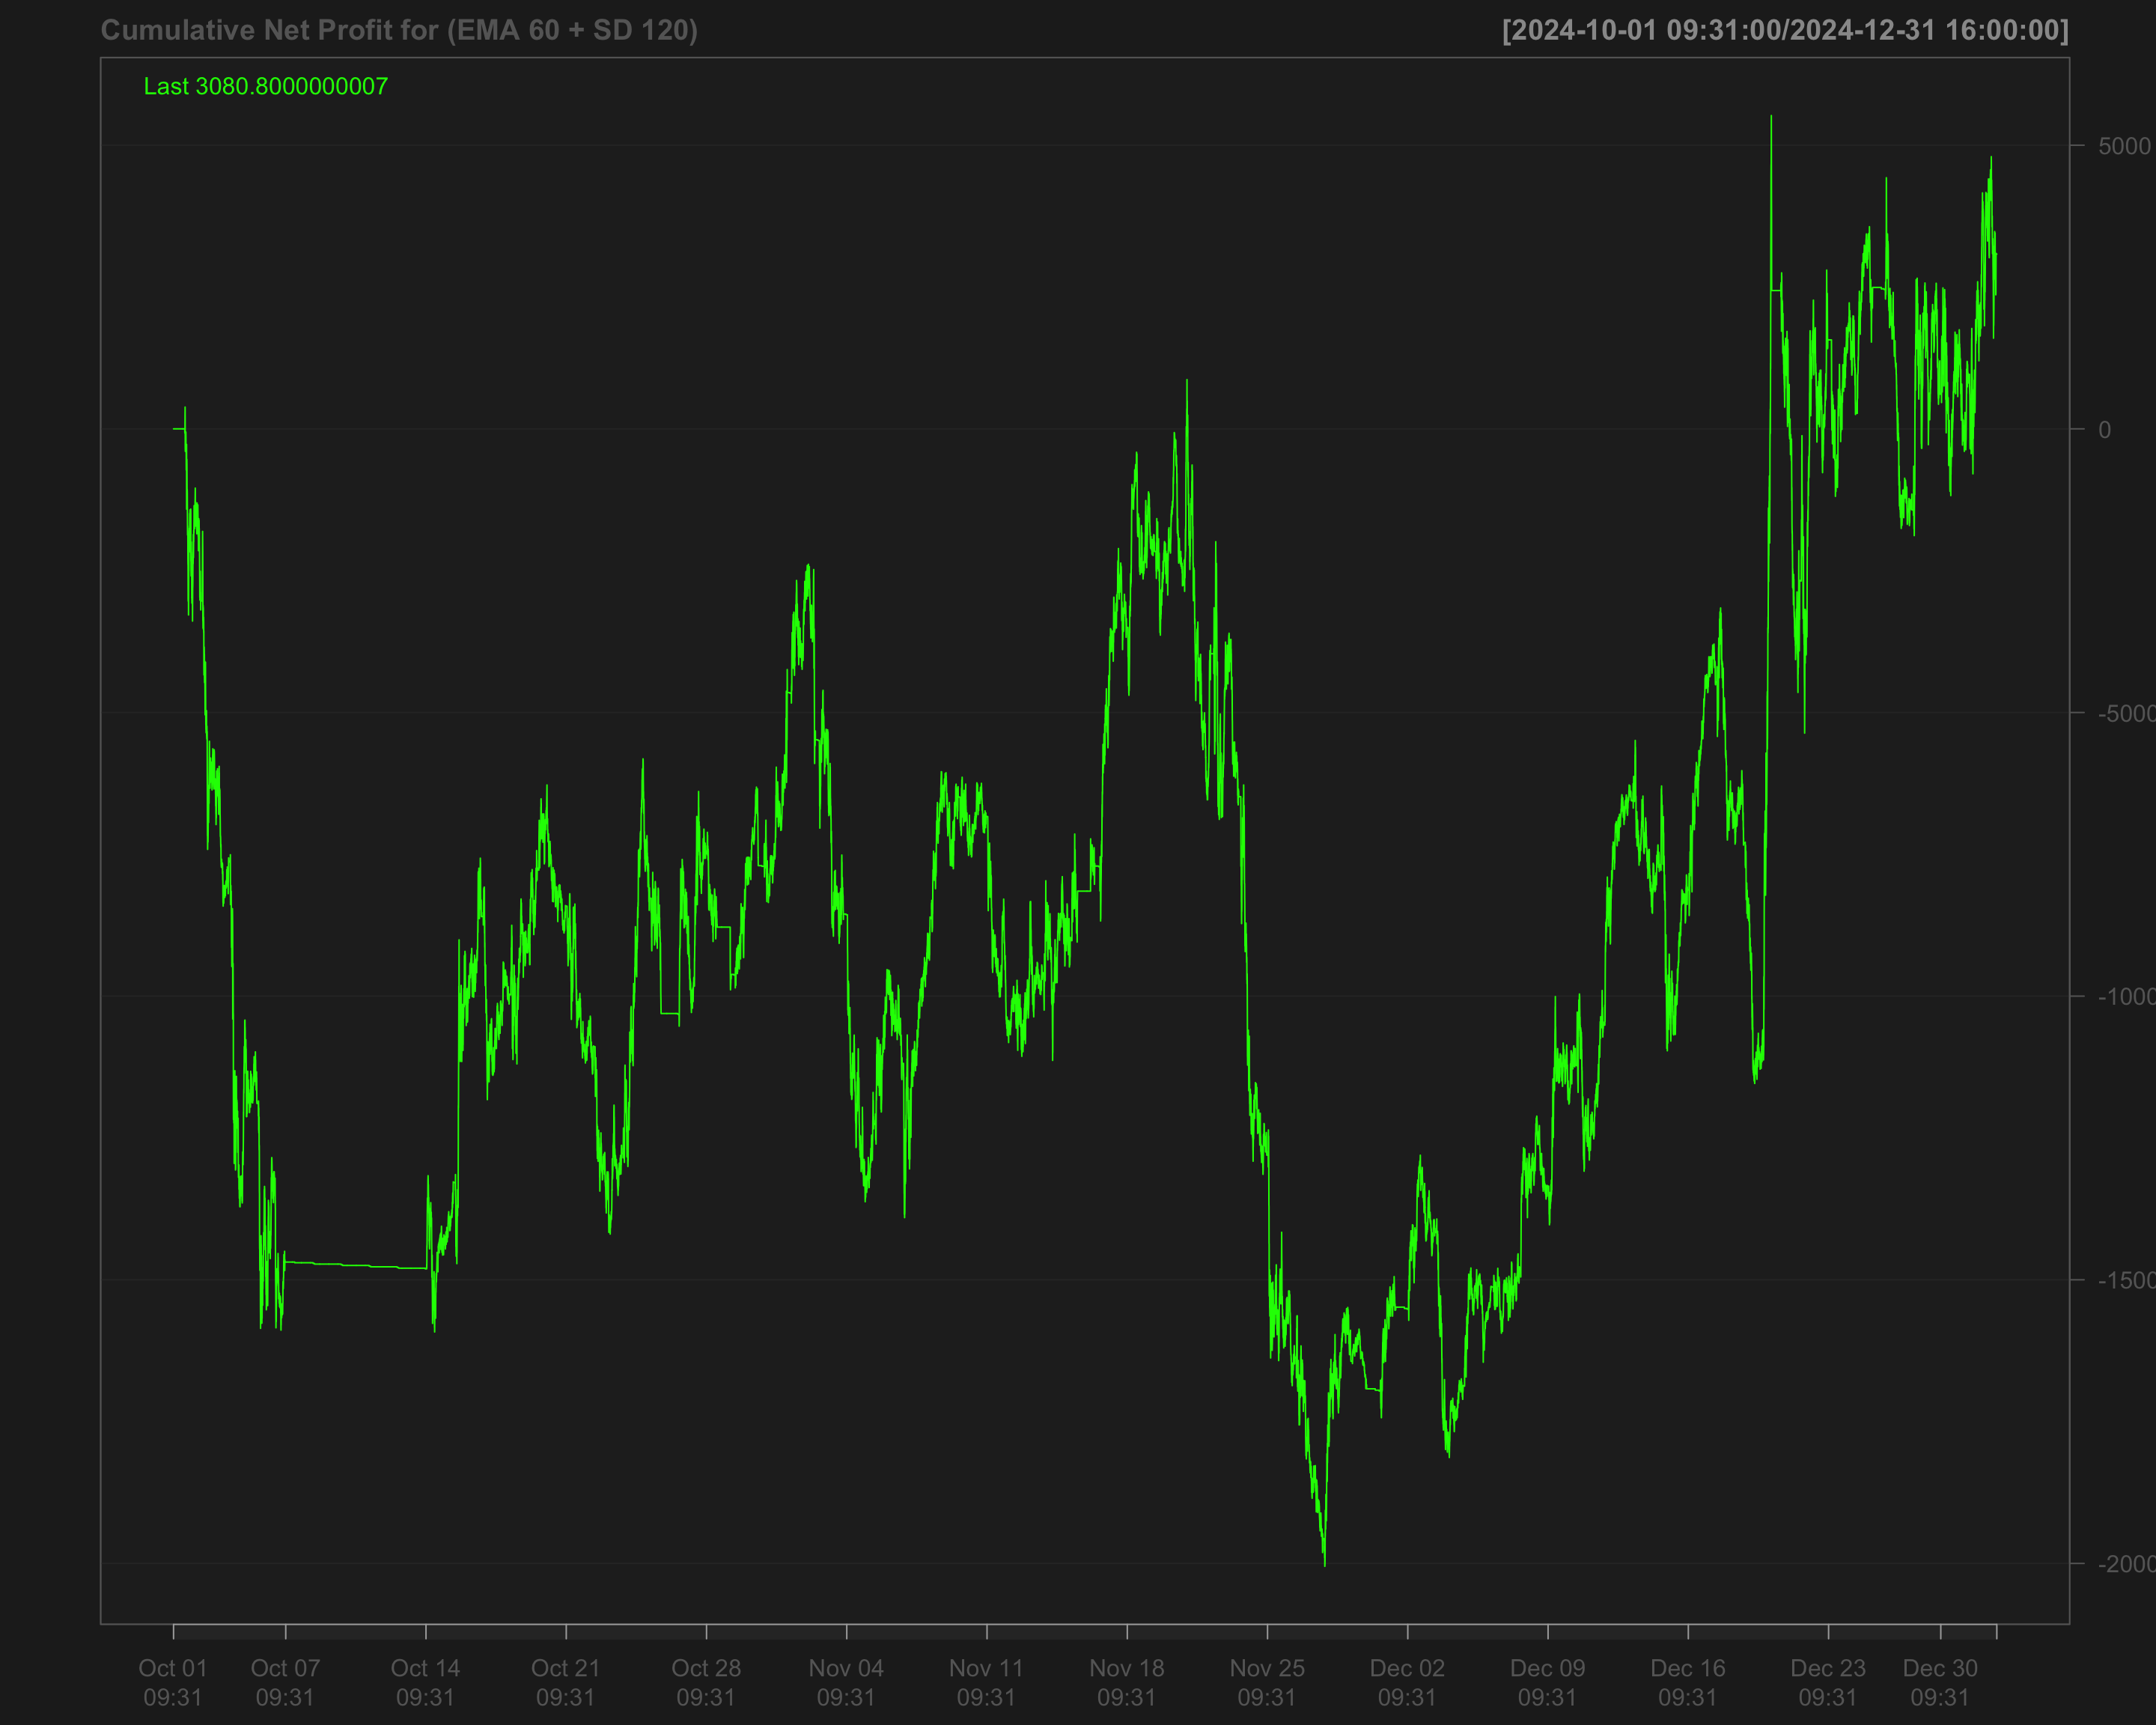 Cumulative Net Profit for (EMA 60 + SD 120)
[2024-10-01 09:31:00/2024-12-31 16:00:00]
Last 3080.8000000007
5000
0
-5000
-1000
-1500
-2000
Oct 01 Oct 07 Oct 14 Oct 21 Oct 28 Nov 04 Nov 11 Nov 18 Nov 25 Dec 02 Dec 09 Dec 16 Dec 23 Dec 30
09:31 09:31 09:31 09:31 09:31 09:31 09:31 09:31 09:31 09:31 09:31 09:31 09:31 09:31